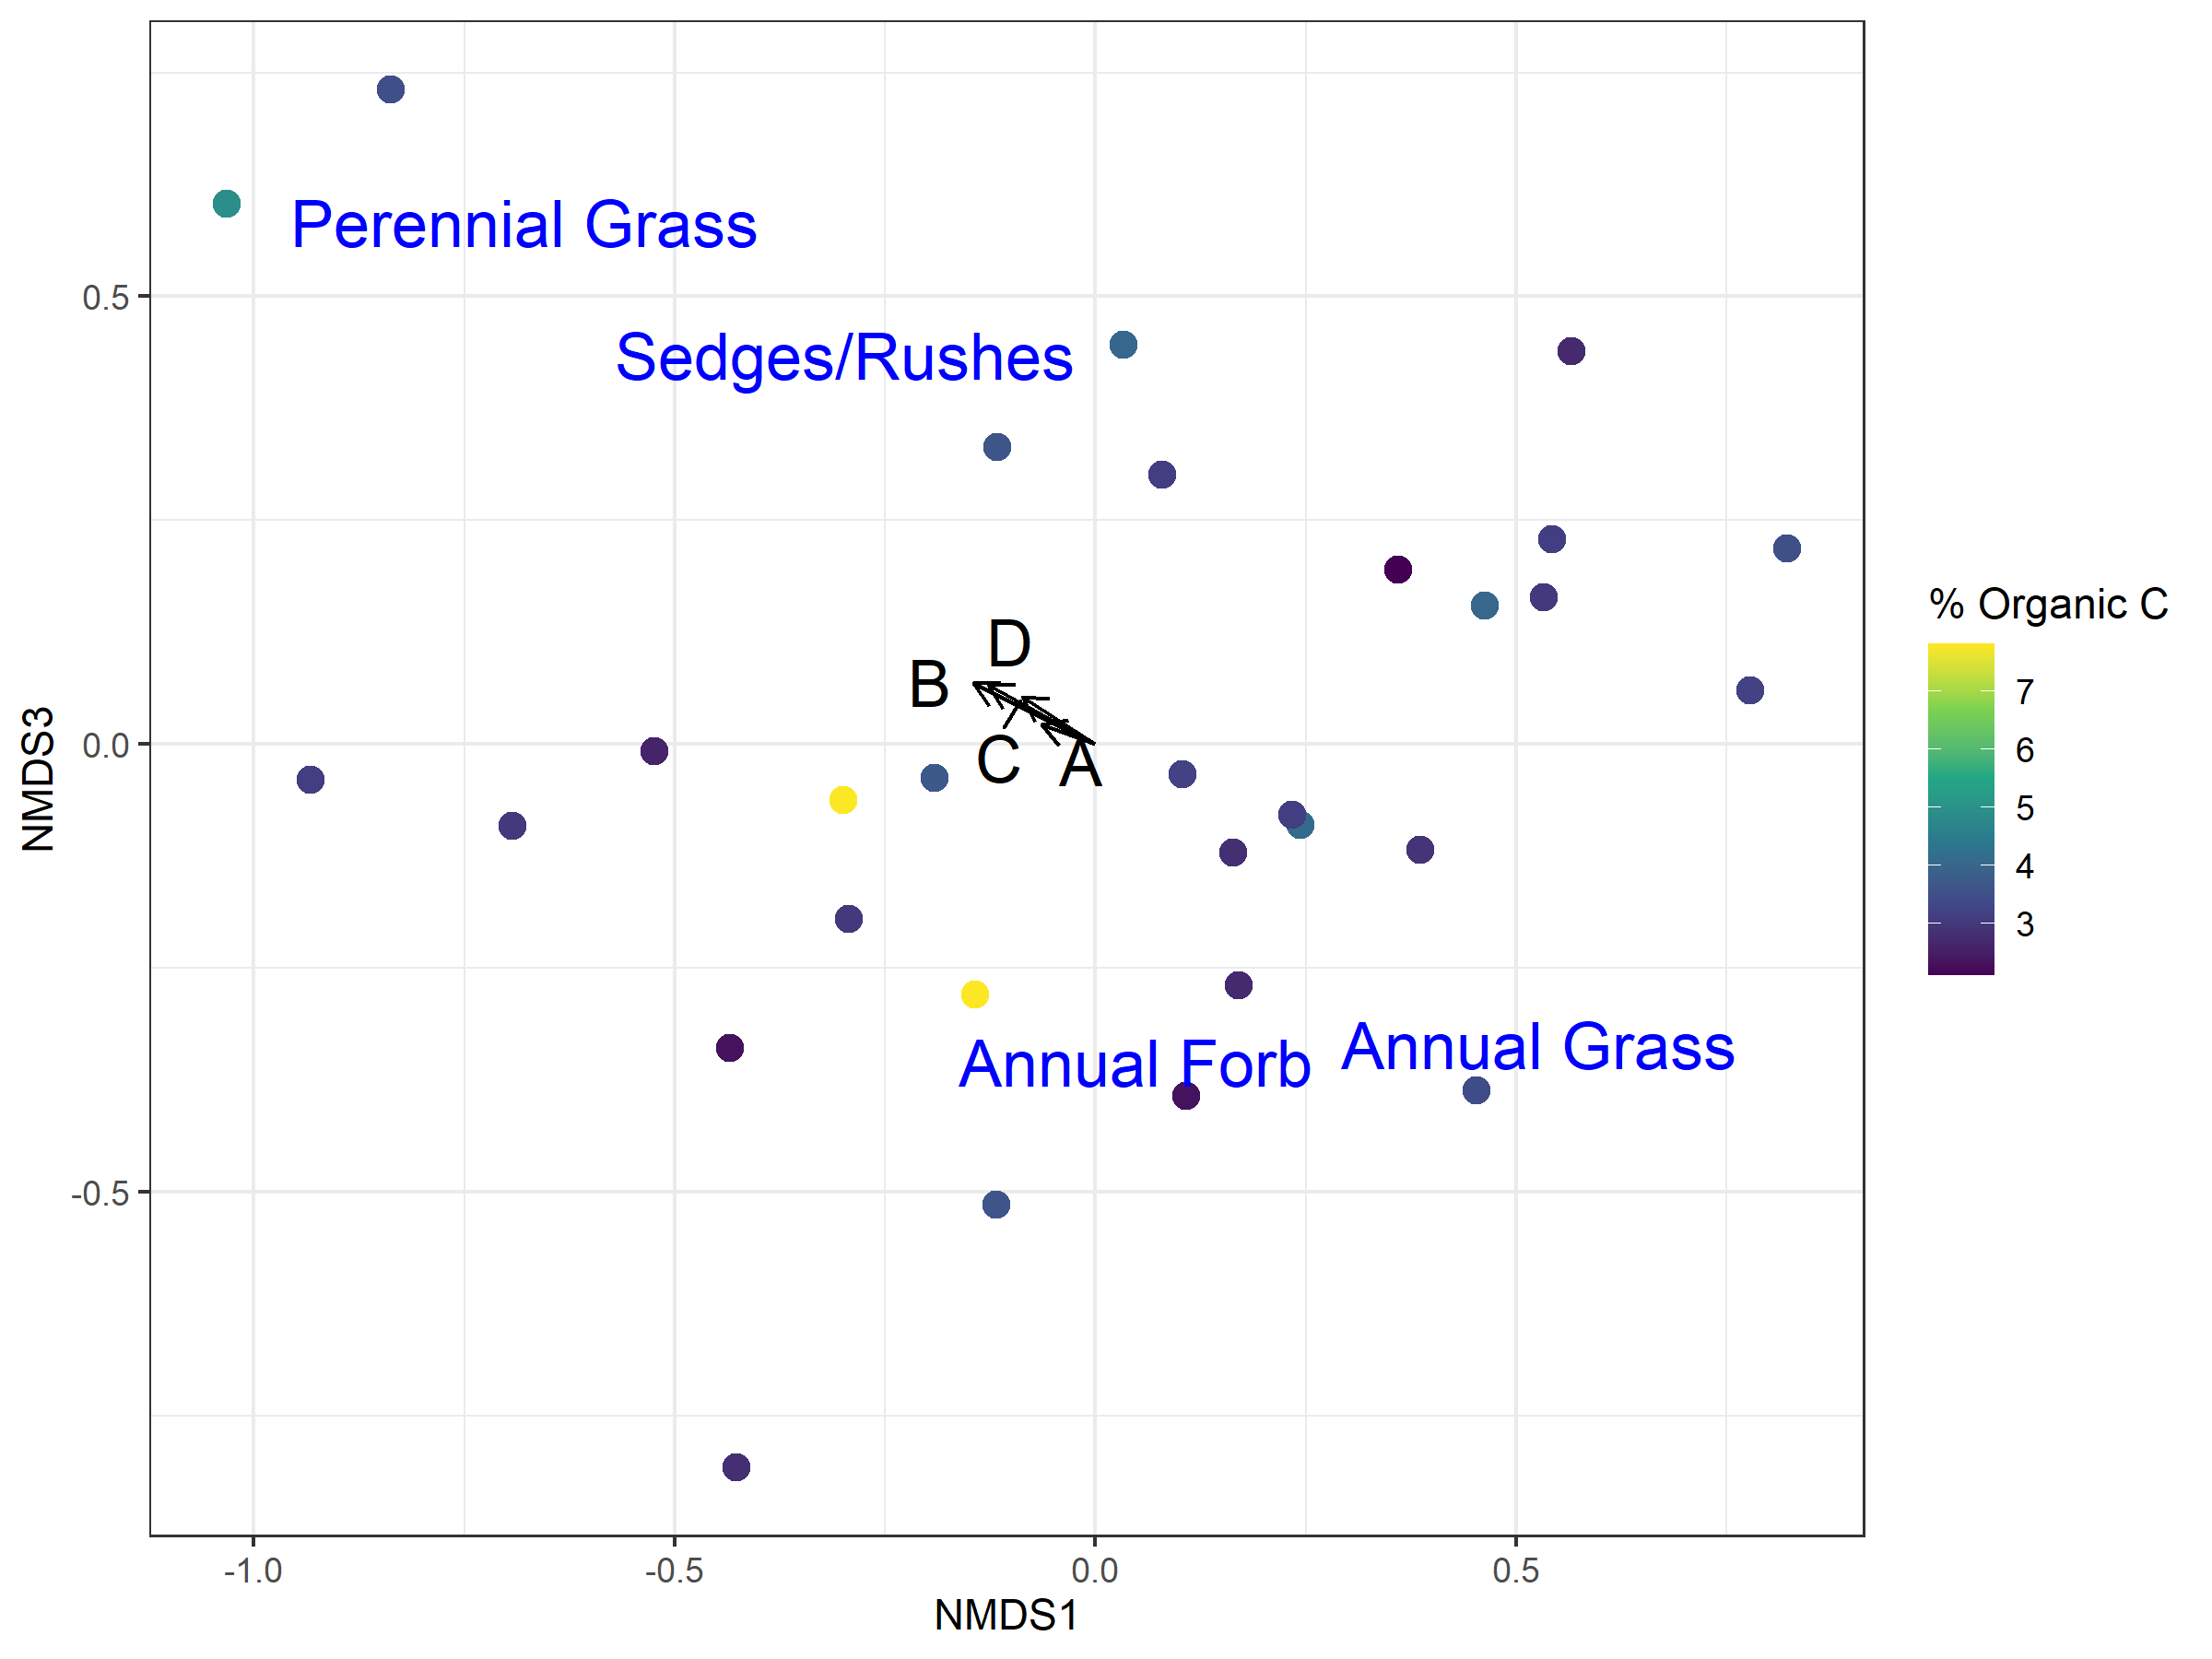 Perennial Grass
0.5
Sedges/Rushes
% Organic C
D
B
7
NMDS3
0.0
C
A
6
5
4
3
Annual Forb
Annual Grass
-0.5
-1.0
-0.5
0.0
0.5
NMDS1